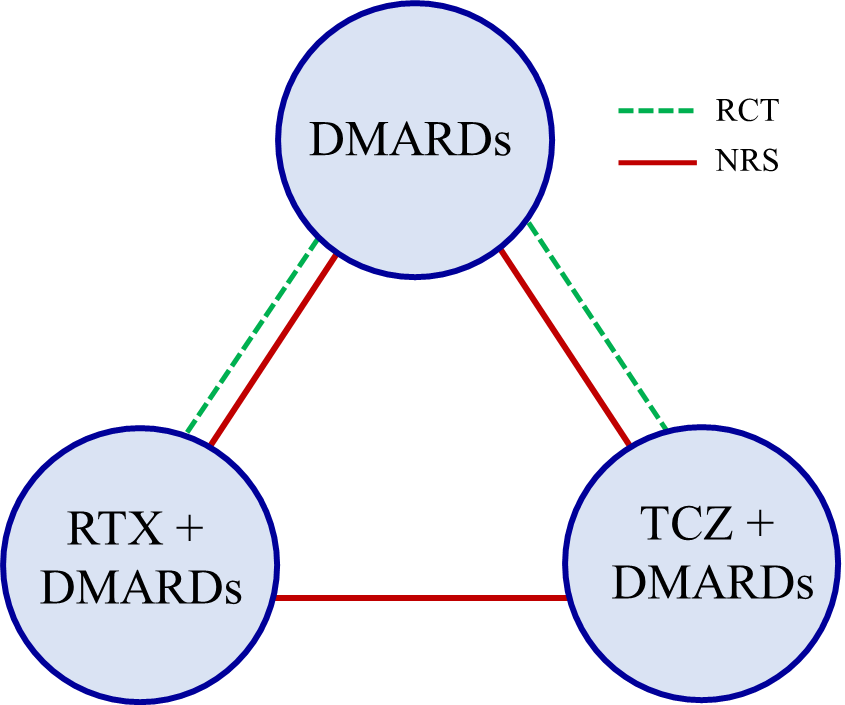 DMARDs
RCT
NRS
RTX +
DMARDs
TCZ +
DMARDs